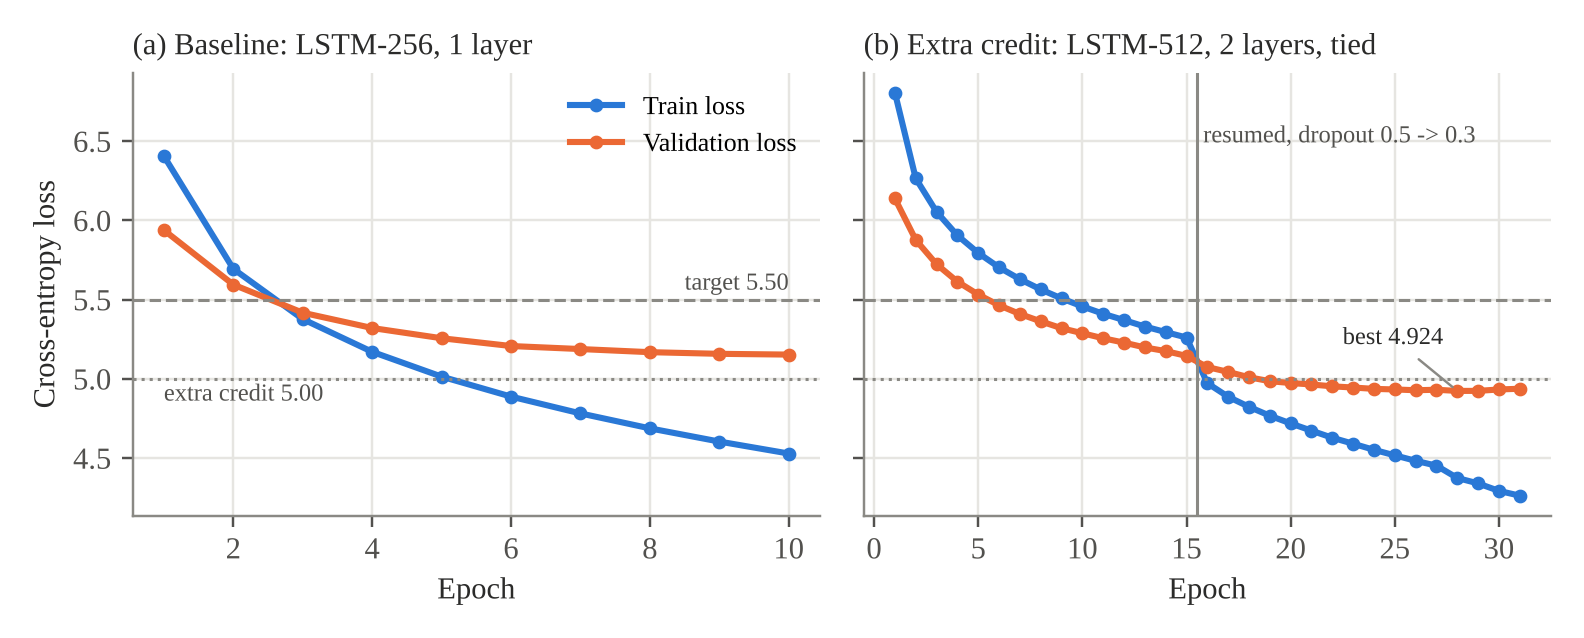 (a) Baseline: LSTM-256, 1 layer
Train loss
Validation loss
target 5.50
extra credit 5.00
Cross-entropy loss
6.5
6.0
5.5
5.0
4.5
2
4
6
8
10
Epoch
(b) Extra credit: LSTM-512, 2 layers, tied
resumed, dropout 0.5 -> 0.3
best 4.924
0
5
10
15
20
25
30
Epoch